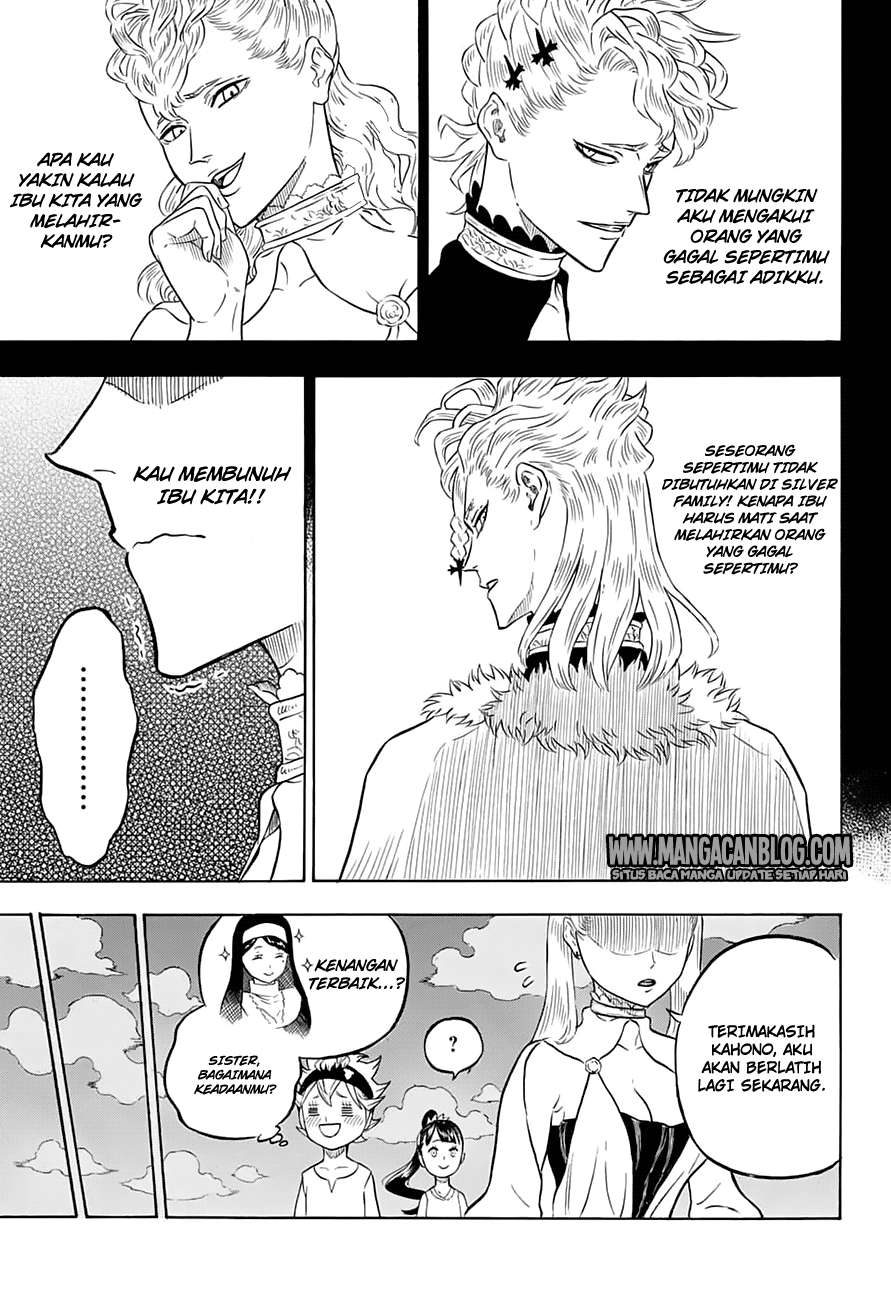 TIDAK MUNGKIN
AKU MENGAKUI
ORANG YANG
GAGAL SEPERTIMU
SEBAGAI ADIKKU.
APA KAU
YAKIN KALAU
IBU KITA YANG
MELAHIR-
KANMU?
SESEORANG
SEPERTIMU TIDAK
DIBUTUHKAN DI SILVER
FAMILY! KENAPA IBU
HARUS MATI SAAT
MELAHIRKAN ORANG
YANG GAGAL
SEPERTIMU?
KAU MEMBUNUH
IBU KITA!!
.........
WWW.MANGACANBLOG.COM
SITUS BACA MANGA UPDATE SETIAP HARI
TERIMAKASIH
KAHONO, AKU
AKAN BERLATIH
LAGI SEKARANG.
?
KENANGAN
TERBAIK...?
SISTER,
BAGAIMANA
KEADAANMU?